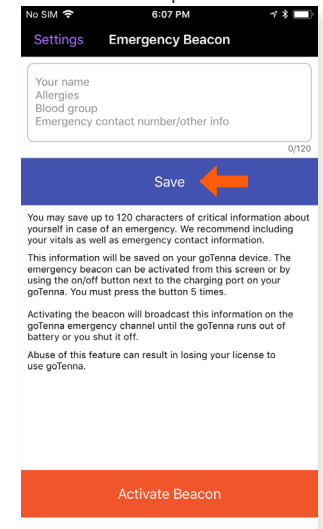 No SIM 6:07 PM
Settings Emergency Beacon
Your name
Allergies
Blood group
Emergency contact number/other info
0/120
Save
You may save up to 120 characters of critical information about
yourself in case of an emergency. We recommend including
your vitals as well as emergency contact information.
This information will be saved on your goTenna device. The
emergency beacon can be activated from this screen or by
using the on/off button next to the charging port on your
goTenna. You must press the button 5 times.
Activating the beacon will broadcast this information on the
goTenna emergency channel until the goTenna runs out of
battery or you shut it off.
Abuse of this feature can result in losing your license to
use goTenna.
Activate Beacon